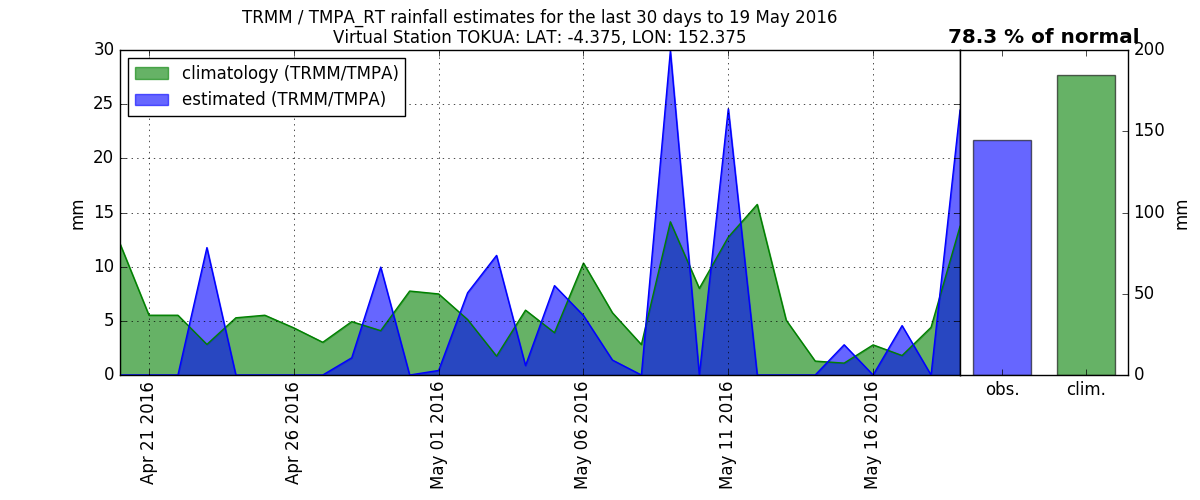 TRMM / TMPA_RT rainfall estimates for the last 30 days to 19 May 2016
Virtual Station TOKUA: LAT: -4.375, LON: 152.375
78.3 % of normal
climatology (TRMM/TMPA)
estimated (TRMM/TMPA)
mm
30
25
20
15
10
5
0
Apr 21 2016
Apr 26 2016
May 01 2016
May 06 2016
May 11 2016
May 16 2016
obs.
clim.
200
150
100
50
0
mm